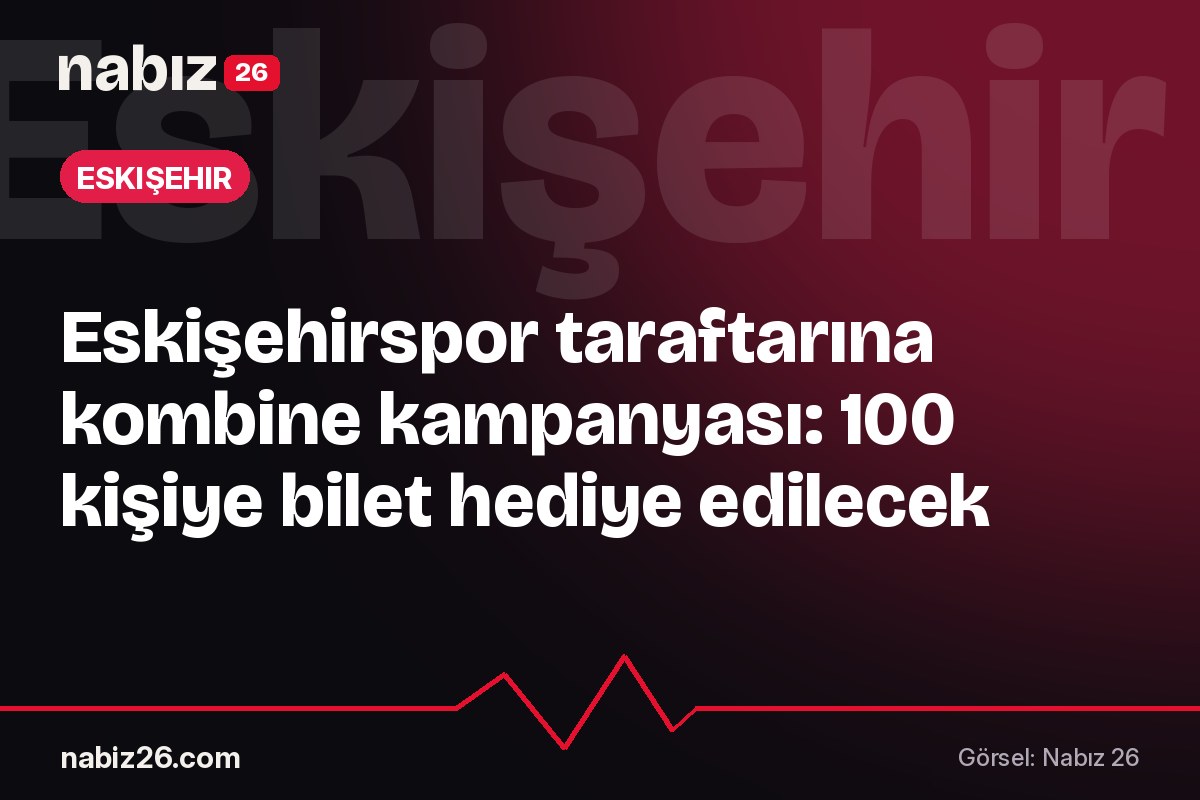 Eskişehir
nabız 26
ESKIŞEHIR
Eskişehirspor taraftarına
kombine kampanyası: 100
kişiye bilet hediye edilecek
nabiz26.com
Görsel: Nabız 26